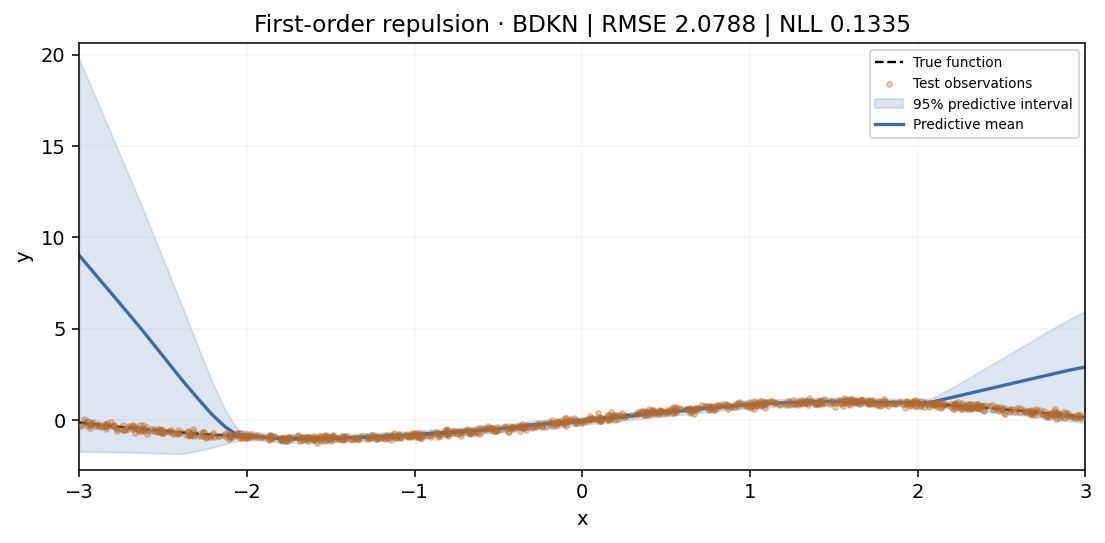 First-order repulsion · BDKN | RMSE 2.0788 | NLL 0.1335
True function
Test observations
95% predictive interval
Predictive mean
y
20
15
10
5
0
−3
−2
−1
0
1
2
3
x